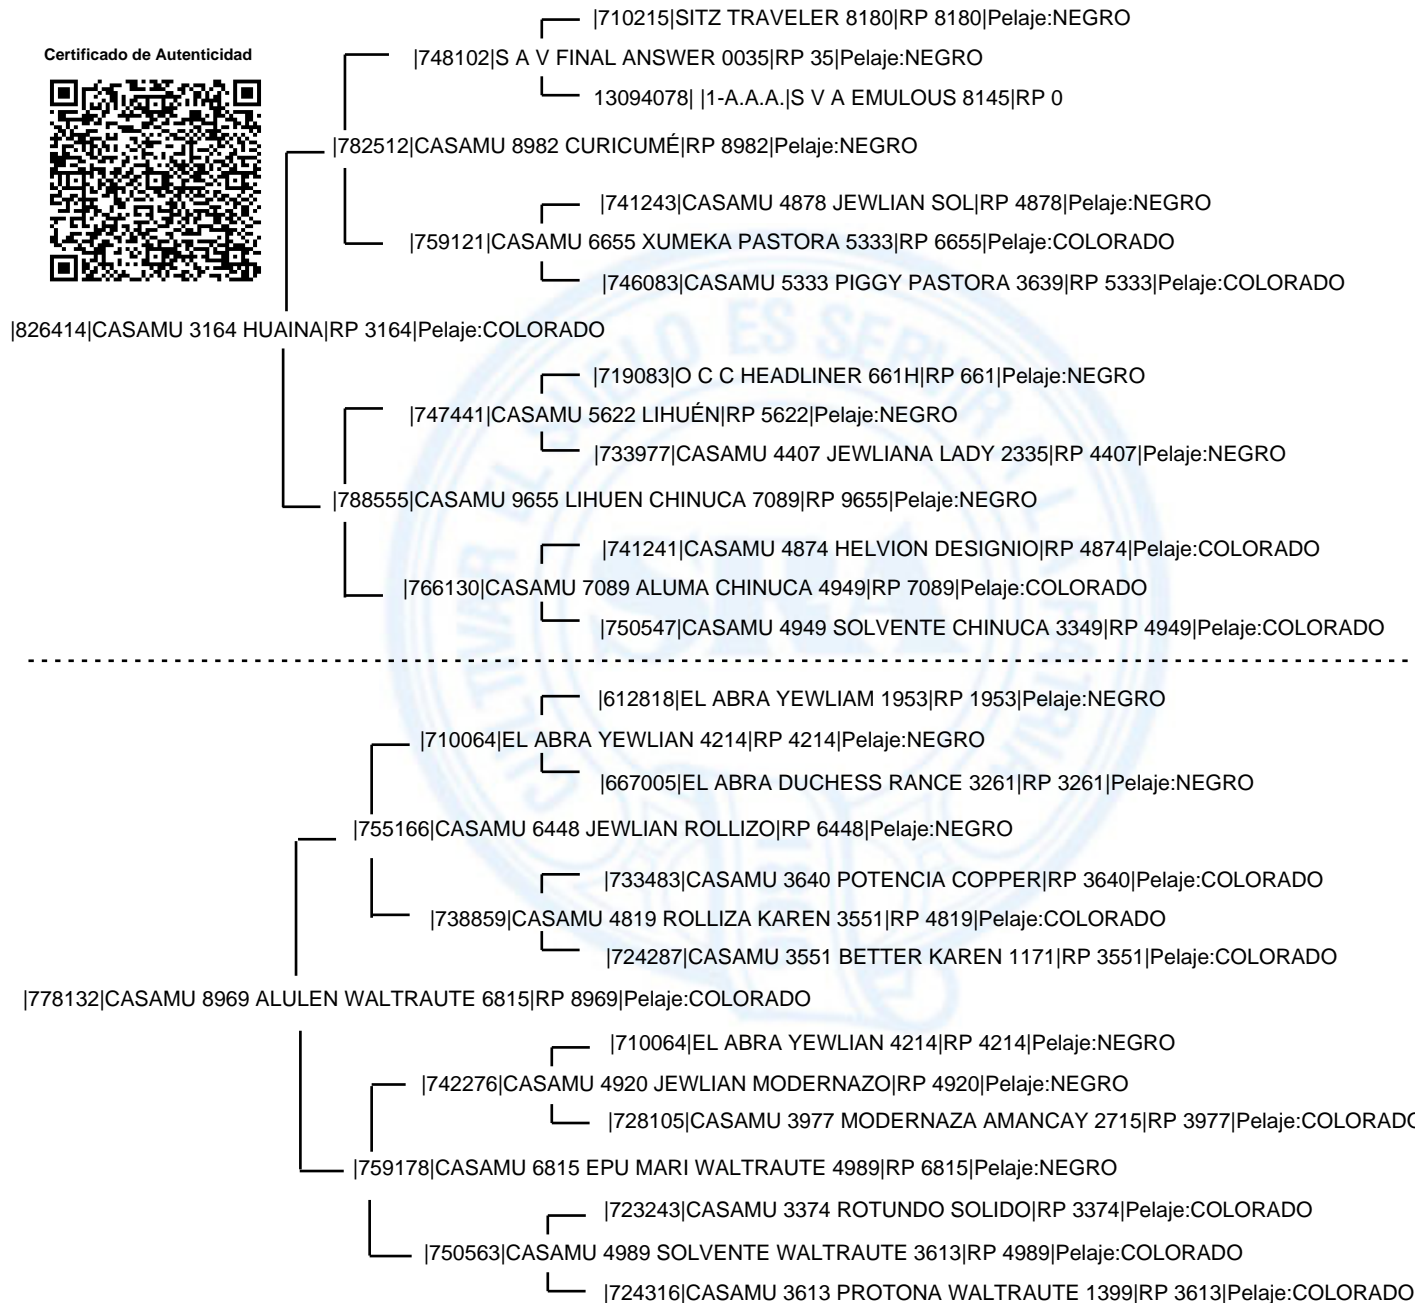 |710215|SITZ TRAVELER 8180|RP 8180|Pelaje:NEGRO
Certificado de Autenticidad
|748102|S A V FINAL ANSWER 0035|RP 35|Pelaje:NEGRO
13094078| |1-A.A.A.|S V A EMULOUS 8145|RP 0
|782512|CASAMU 8982 CURICUMÉ|RP 8982|Pelaje:NEGRO
|741243|CASAMU 4878 JEWLIAN SOL|RP 4878|Pelaje:NEGRO
|759121|CASAMU 6655 XUMEKA PASTORA 5333|RP 6655|Pelaje:COLORADO
|746083|CASAMU 5333 PIGGY PASTORA 3639|RP 5333|Pelaje:COLORADO
|826414|CASAMU 3164 HUAINA|RP 3164|Pelaje:COLORADO
|719083|O C C HEADLINER 661H|RP 661|Pelaje:NEGRO
|747441|CASAMU 5622 LIHUÉN|RP 5622|Pelaje:NEGRO
|733977|CASAMU 4407 JEWLIANA LADY 2335|RP 4407|Pelaje:NEGRO
|788555|CASAMU 9655 LIHUEN CHINUCA 7089|RP 9655|Pelaje:NEGRO
|741241|CASAMU 4874 HELVION DESIGNIO|RP 4874|Pelaje:COLORADO
|766130|CASAMU 7089 ALUMA CHINUCA 4949|RP 7089|Pelaje:COLORADO
|750547|CASAMU 4949 SOLVENTE CHINUCA 3349|RP 4949|Pelaje:COLORADO
|612818|EL ABRA YEWLIAM 1953|RP 1953|Pelaje:NEGRO
|710064|EL ABRA YEWLIAN 4214|RP 4214|Pelaje:NEGRO
|667005|EL ABRA DUCHESS RANCE 3261|RP 3261|Pelaje:NEGRO
|755166|CASAMU 6448 JEWLIAN ROLLIZO|RP 6448|Pelaje:NEGRO
|733483|CASAMU 3640 POTENCIA COPPER|RP 3640|Pelaje:COLORADO
|738859|CASAMU 4819 ROLLIZA KAREN 3551|RP 4819|Pelaje:COLORADO
|724287|CASAMU 3551 BETTER KAREN 1171|RP 3551|Pelaje:COLORADO
|778132|CASAMU 8969 ALULEN WALTRAUTE 6815|RP 8969|Pelaje:COLORADO
|710064|EL ABRA YEWLIAN 4214|RP 4214|Pelaje:NEGRO
|742276|CASAMU 4920 JEWLIAN MODERNAZO|RP 4920|Pelaje:NEGRO
|728105|CASAMU 3977 MODERNAZA AMANCAY 2715|RP 3977|Pelaje:COLORADO
|759178|CASAMU 6815 EPU MARI WALTRAUTE 4989|RP 6815|Pelaje:NEGRO
|723243|CASAMU 3374 ROTUNDO SOLIDO|RP 3374|Pelaje:COLORADO
|750563|CASAMU 4989 SOLVENTE WALTRAUTE 3613|RP 4989|Pelaje:COLORADO
|724316|CASAMU 3613 PROTONA WALTRAUTE 1399|RP 3613|Pelaje:COLORADO
CULTIVAR EL SUELO ES SERVIR A LA PATRIA
SRA